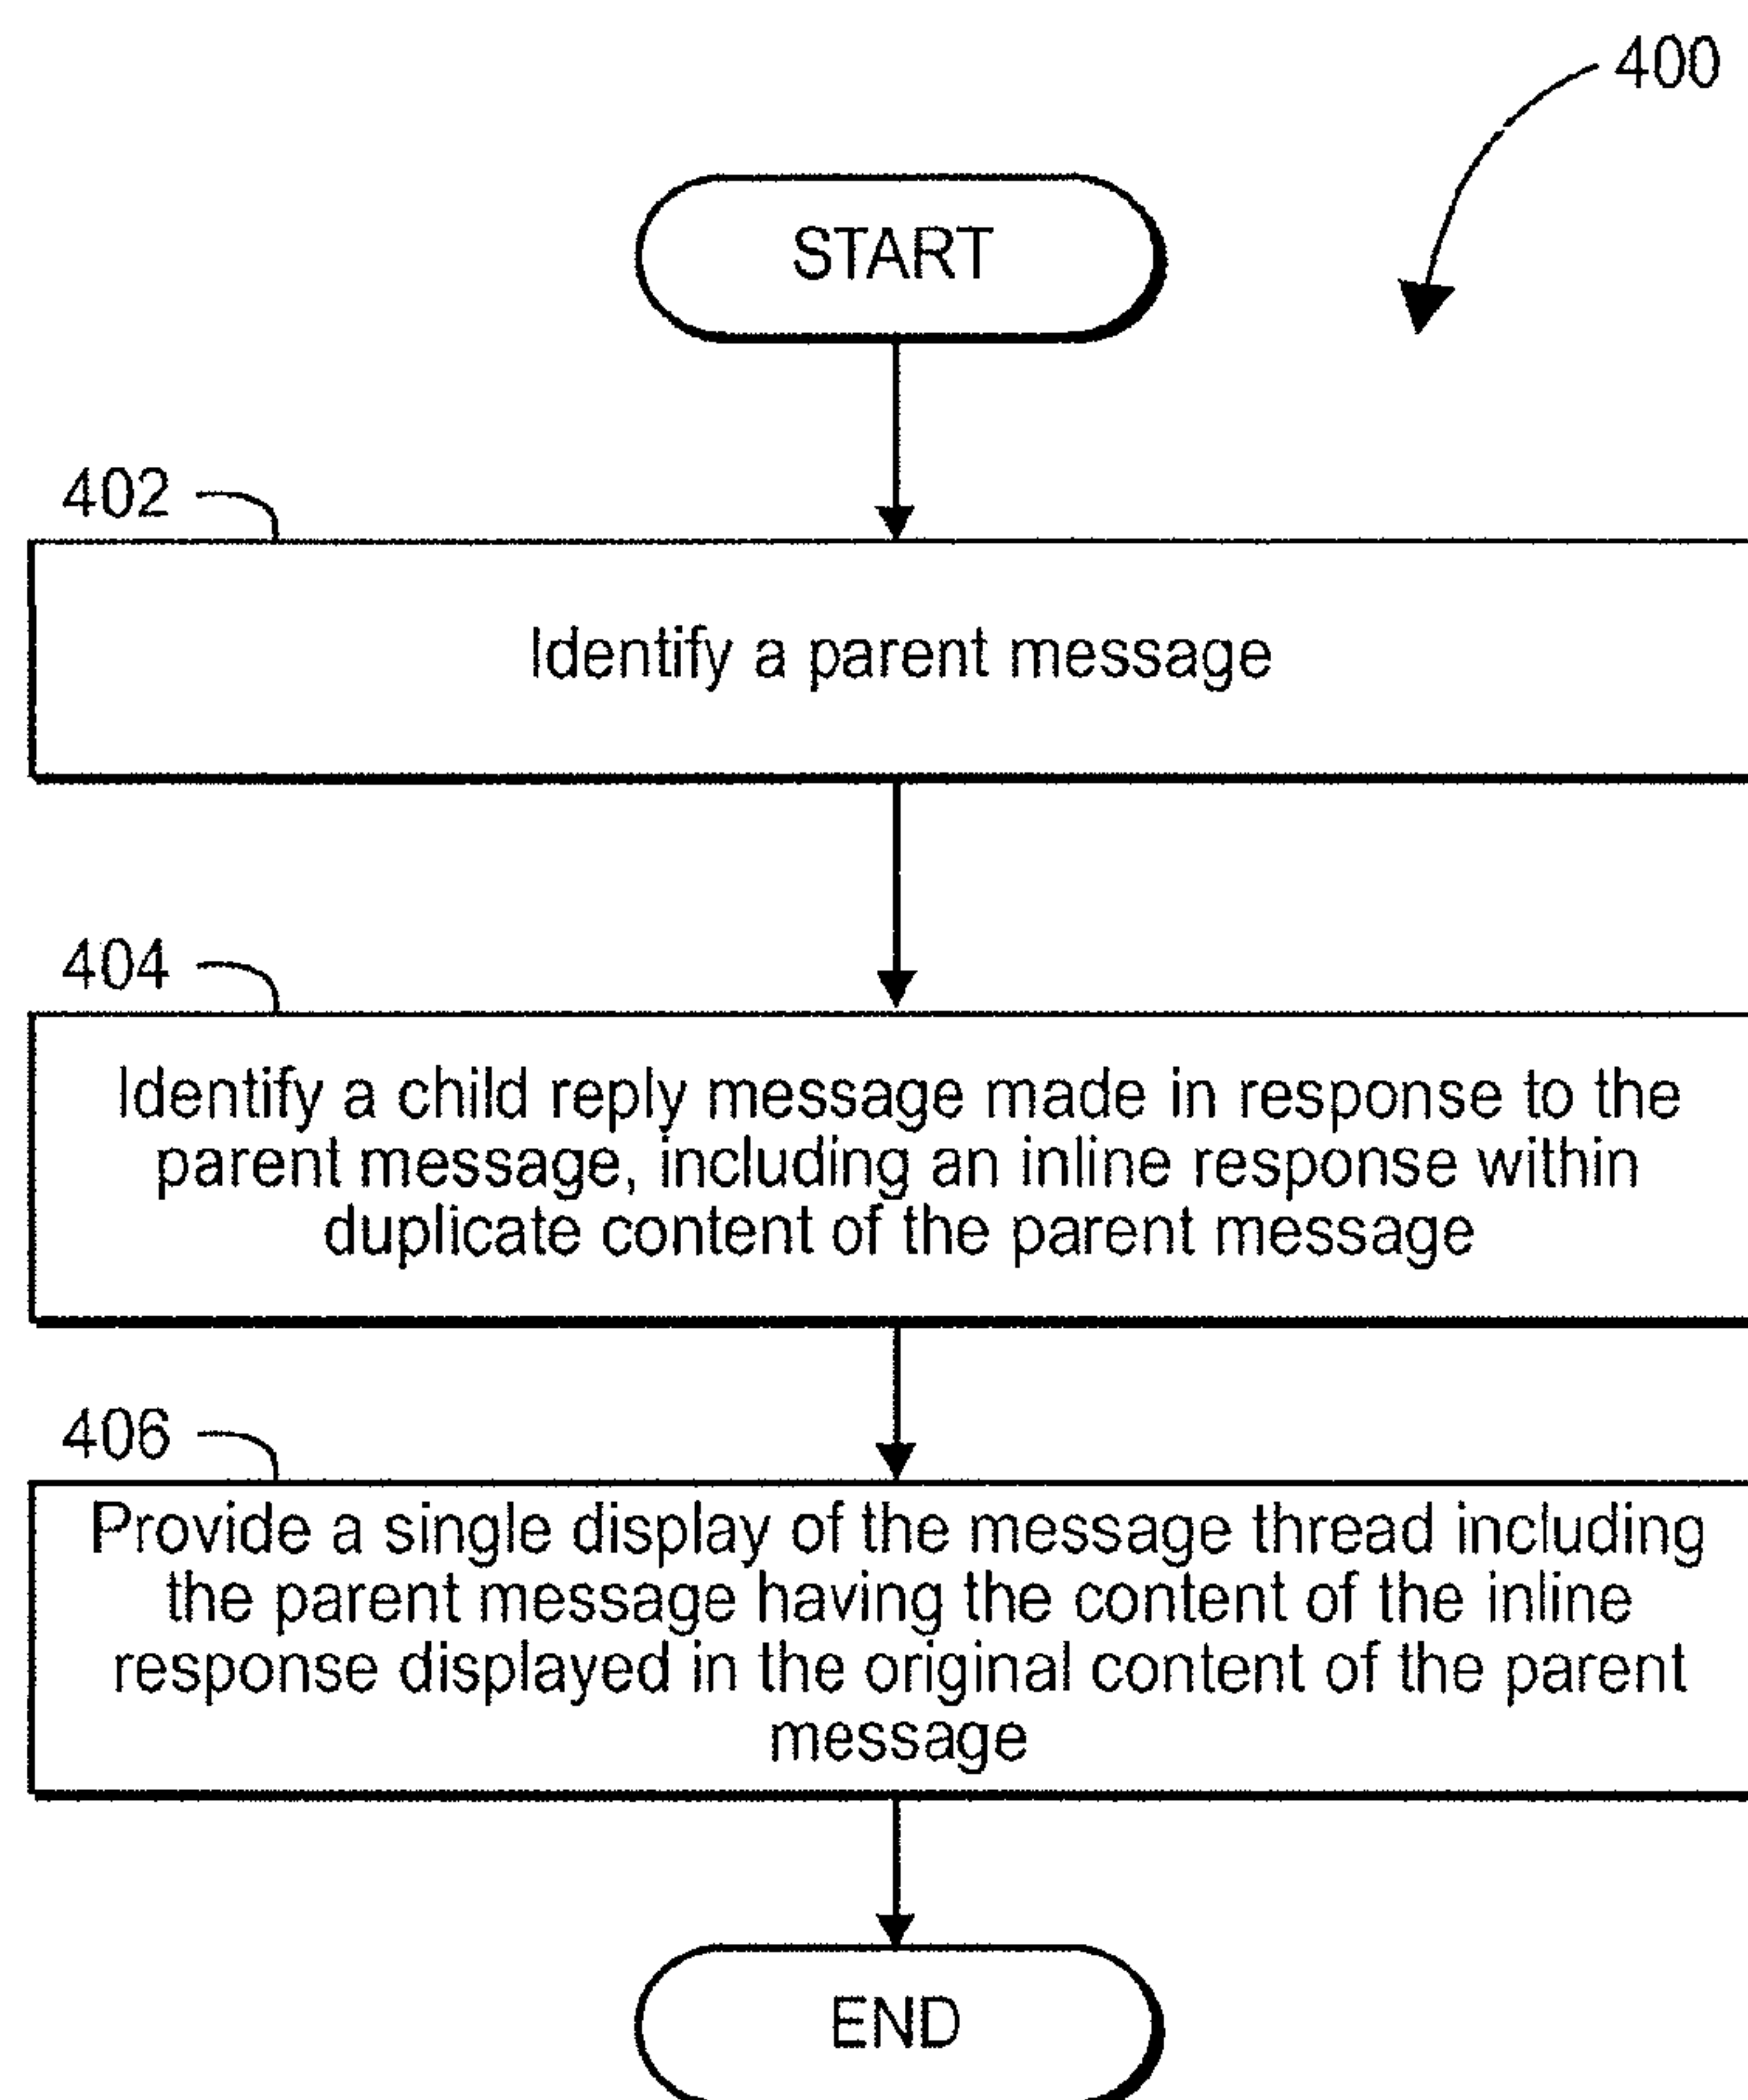 400
START
402
Identify a parent message
404
Identify a child reply message made in response to the
parent message, including an inline response within
duplicate content of the parent message
406
Provide a single display of the message thread including
the parent message having the content of the inline
response displayed in the original content of the parent
message
END